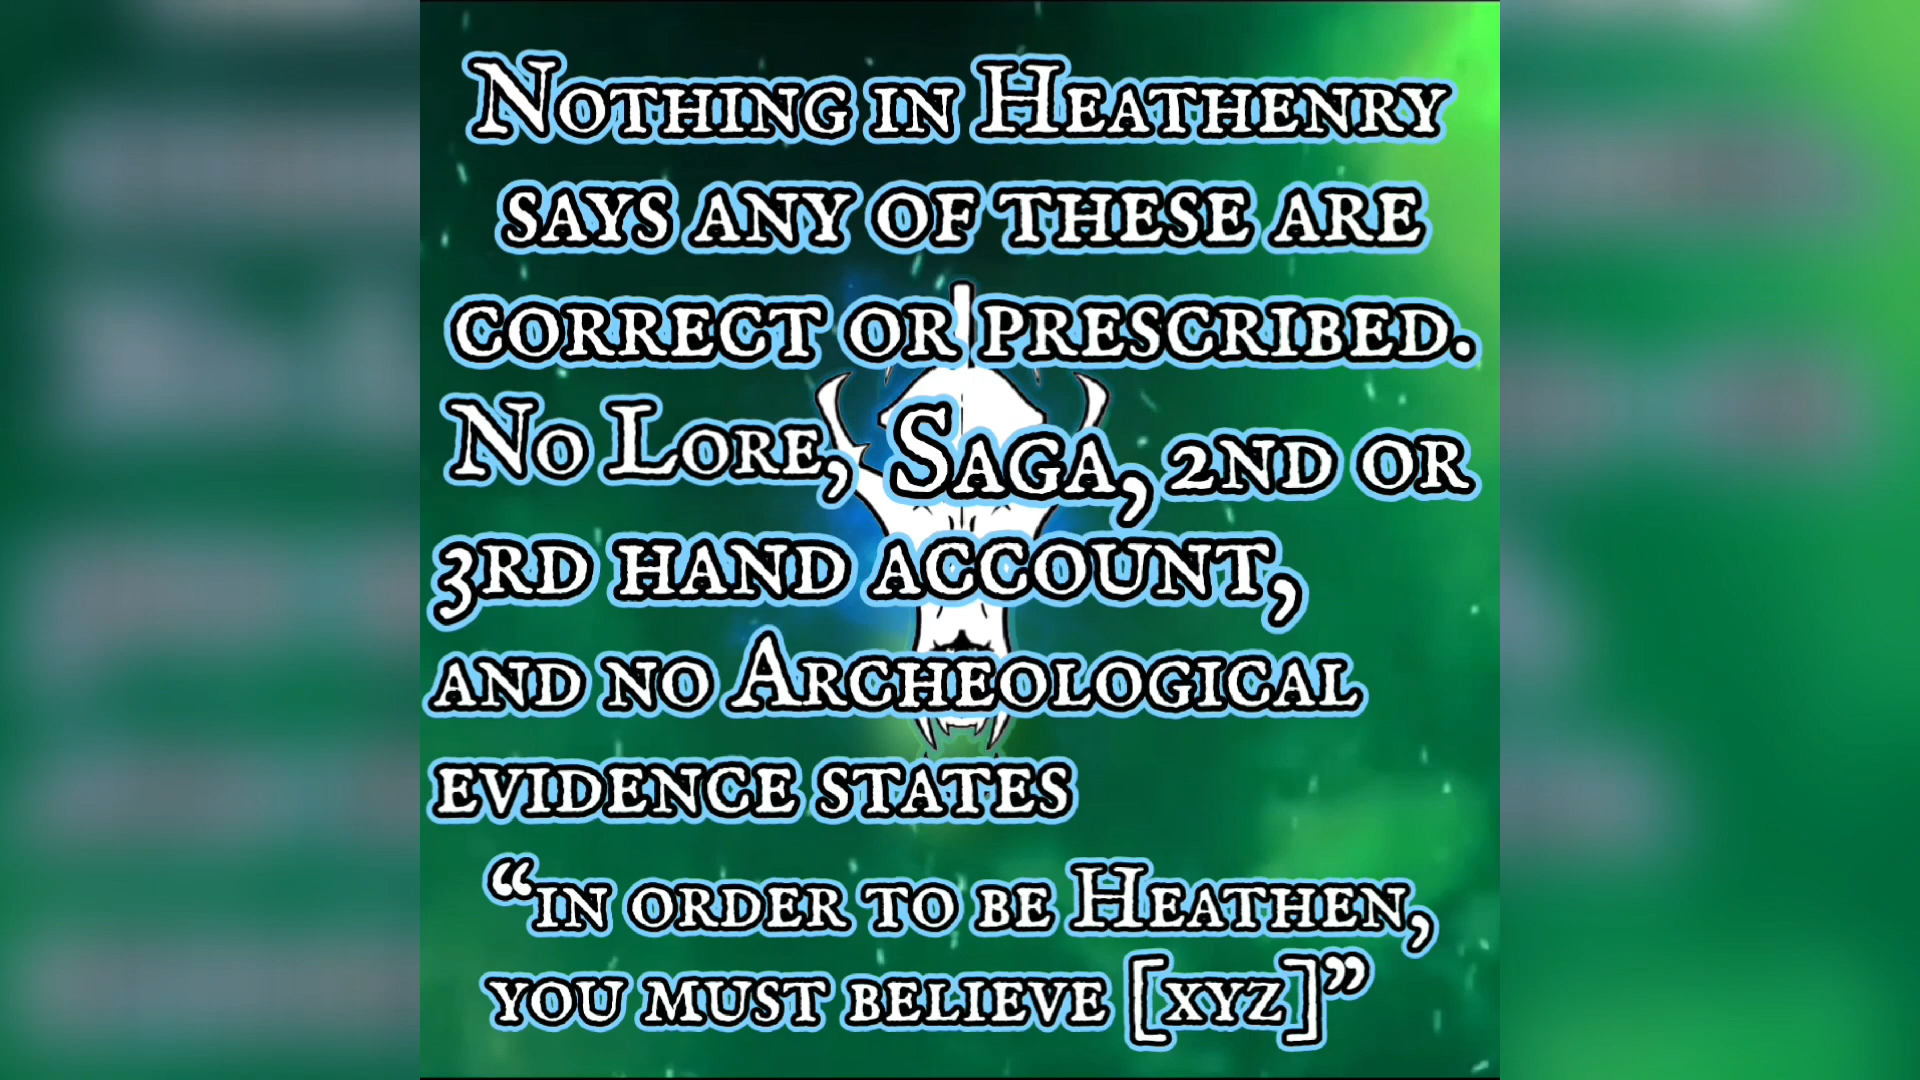 Nothing in Heathenry
says any of these are
correct or prescribed.
No Lore, Saga, 2nd or
3rd hand account,
and no Archeological
evidence states
“in order to be Heathen,
you must believe [xyz]”